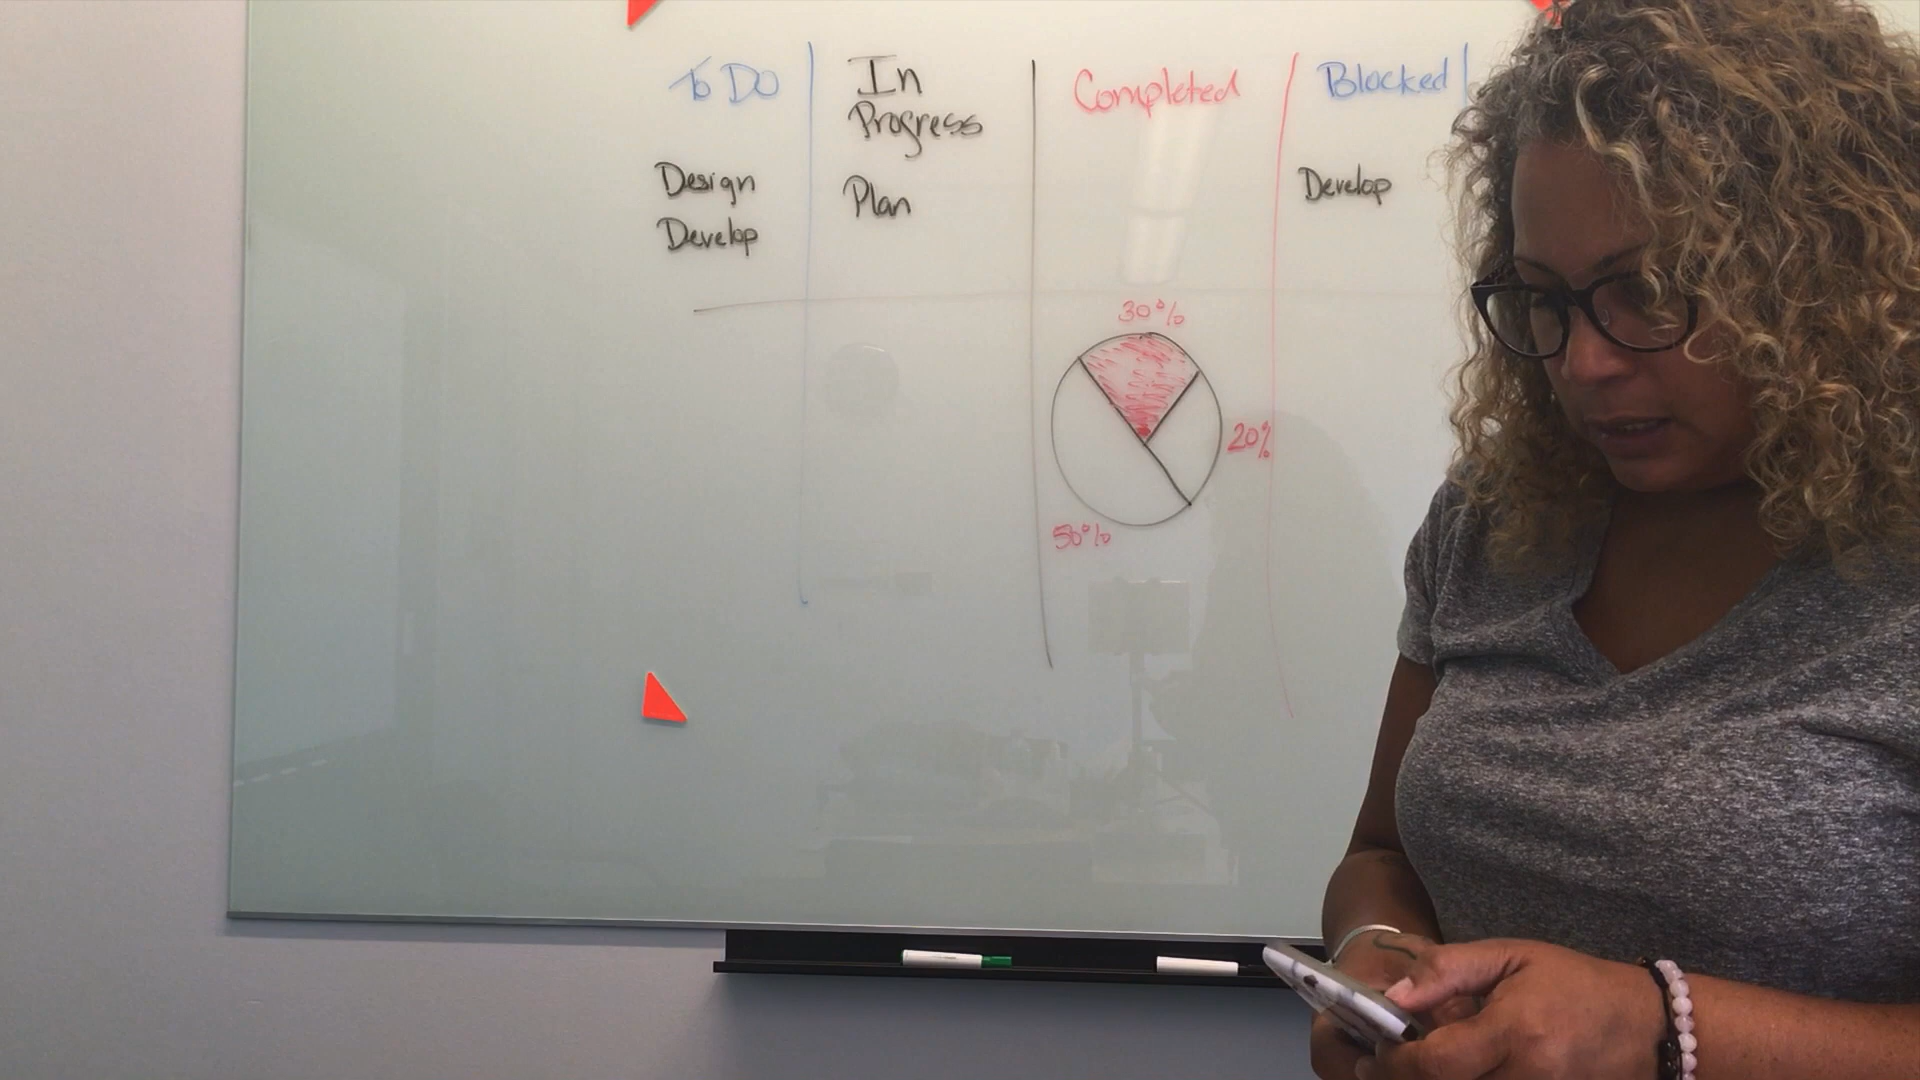 To Do
In
Progress
Completed
Blocked
Design
Develop
Plan
Develop
30%
20%
50%